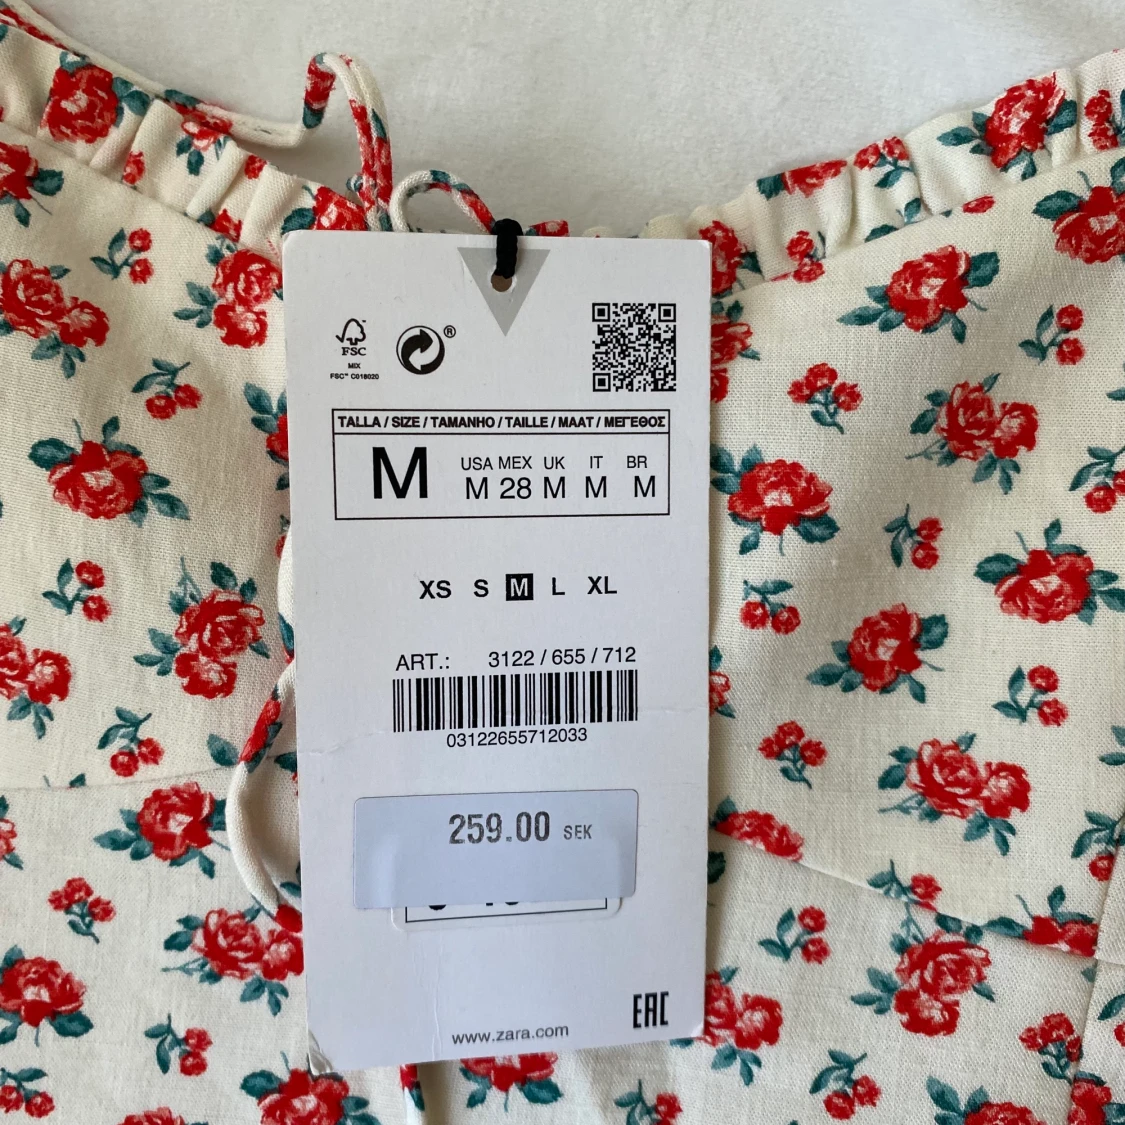 FSC
MIX
FSC™ C018020
®
TALLA / SIZE / TAMANHO / TAILLE / MAAT / ΜΕΓΕΘΟΣ
M
USA MEX UK IT BR
M 28 M M M
XS S M L XL
ART.: 3122 / 655 / 712
03122655712033
259.00 SEK
www.zara.com
EAC